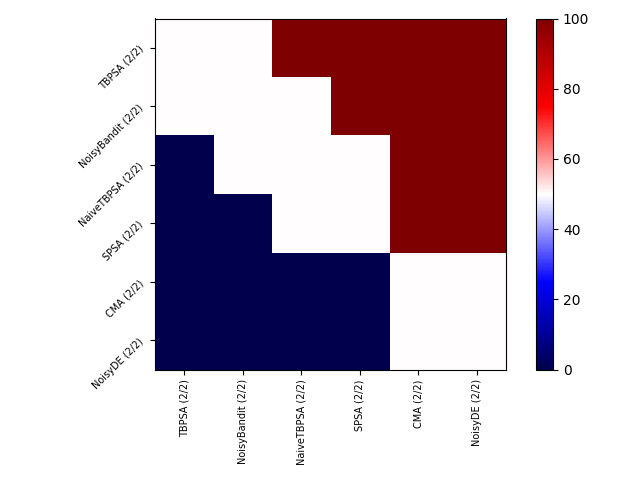 TBPSA (2/2)
NoisyBandit (2/2)
NaiveTBPSA (2/2)
SPSA (2/2)
CMA (2/2)
NoisyDE (2/2)
TBPSA (2/2)
NoisyBandit (2/2)
NaiveTBPSA (2/2)
SPSA (2/2)
CMA (2/2)
NoisyDE (2/2)
100
80
60
40
20
0